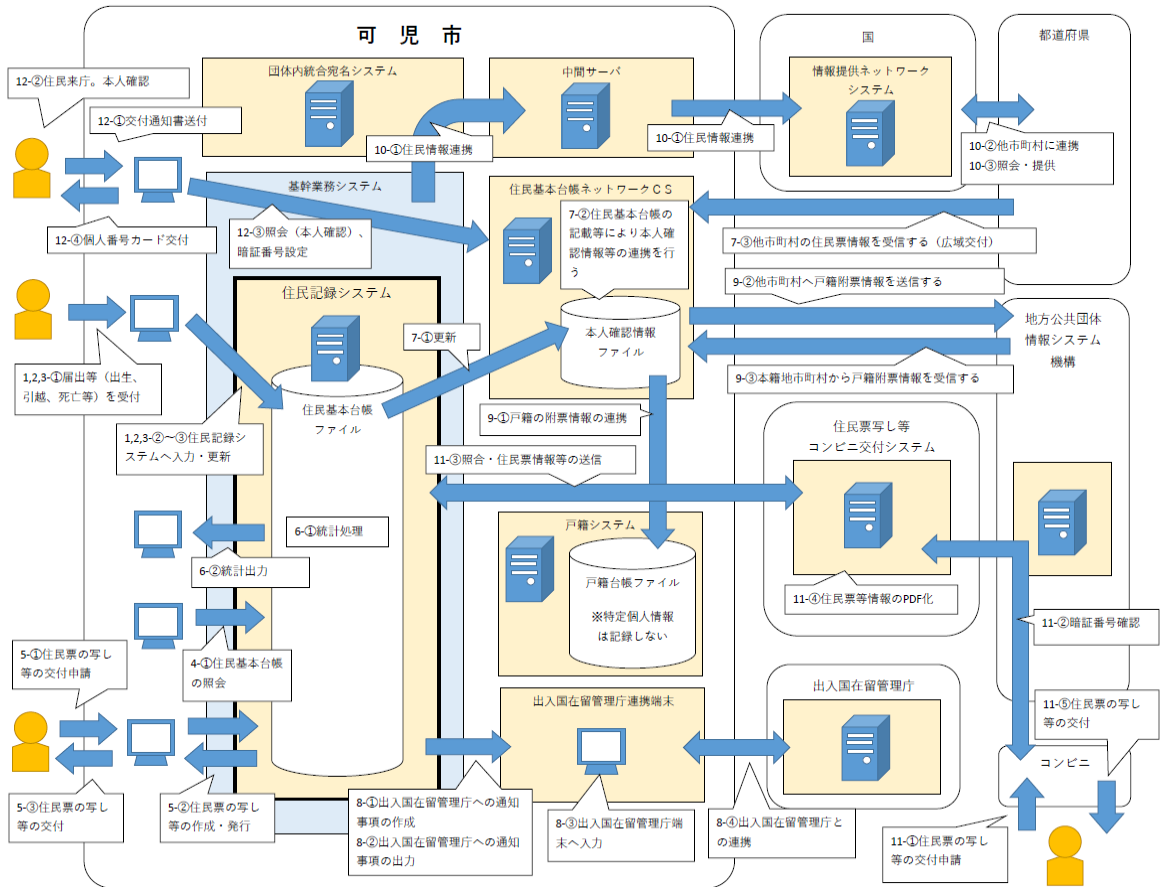 可 児 市
国
都道府県
団体内統合宛名システム
中間サーバ
情報提供ネットワーク
システム
12-②住民来庁。本人確認
12-①交付通知書送付
10-①住民情報連携
10-①住民情報連携
10-②他市町村に連携
10-③照会・提供
基幹業務システム
住民基本台帳ネットワークＣＳ
12-④個人番号カード交付
12-③照会（本人確認）、
暗証番号設定
7-②住民基本台帳の
記載等により本人確
認情報等の連携を行
う
7-③他市町村の住民票情報を受信する（広域交付）
9-②他市町村へ戸籍附票情報を送信する
住民記録システム
7-①更新
本人確認情報
ファイル
地方公共団体
情報システム
機構
1,2,3-①届出等（出生、
引越、死亡等）を受付
9-③本籍地市町村から戸籍附票情報を受信する
住民基本台帳
ファイル
9-①戸籍の附票情報の連携
1,2,3-②～③住民記録シ
ステムへ入力・更新
住民票写し等
コンビニ交付システム
11-③照合・住民票情報等の送信
6-①統計処理
戸籍システム
6-②統計出力
戸籍台帳ファイル
※特定個人情報
は記録しない
11-④住民票等情報のPDF化
11-②暗証番号確認
5-①住民票の写し
等の交付申請
4-①住民基本台帳
の照会
出入国在留管理庁連携端末
出入国在留管理庁
11-⑤住民票の写し
等の交付
コンビニ
5-③住民票の写し
等の交付
5-②住民票の写し
等の作成・発行
8-①出入国在留管理庁への通知
事項の作成
8-②出入国在留管理庁への通知
事項の出力
8-③出入国在留管理庁端
末へ入力
8-④出入国在留管理庁と
の連携
11-①住民票の写し
等の交付申請